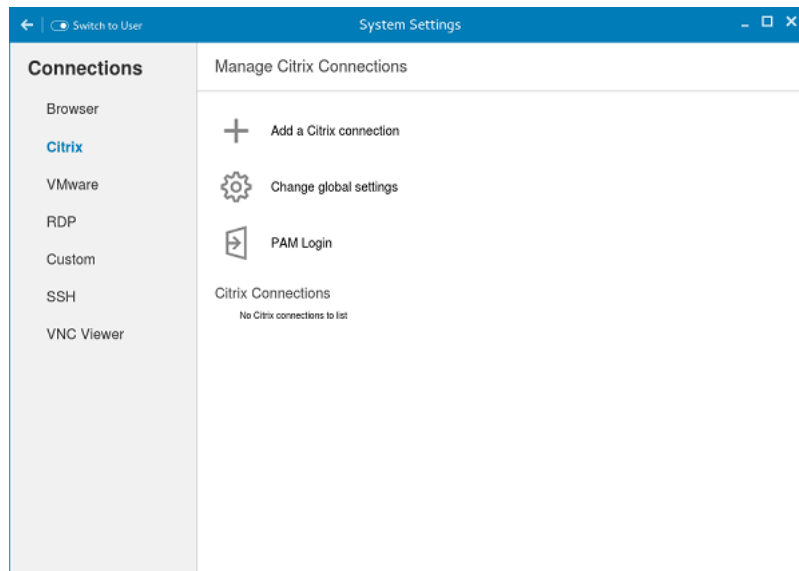 Switch to User
System Settings
Connections
Browser
Citrix
VMware
RDP
Custom
SSH
VNC Viewer
Manage Citrix Connections
Add a Citrix connection
Change global settings
PAM Login
Citrix Connections
No Citrix connections to list